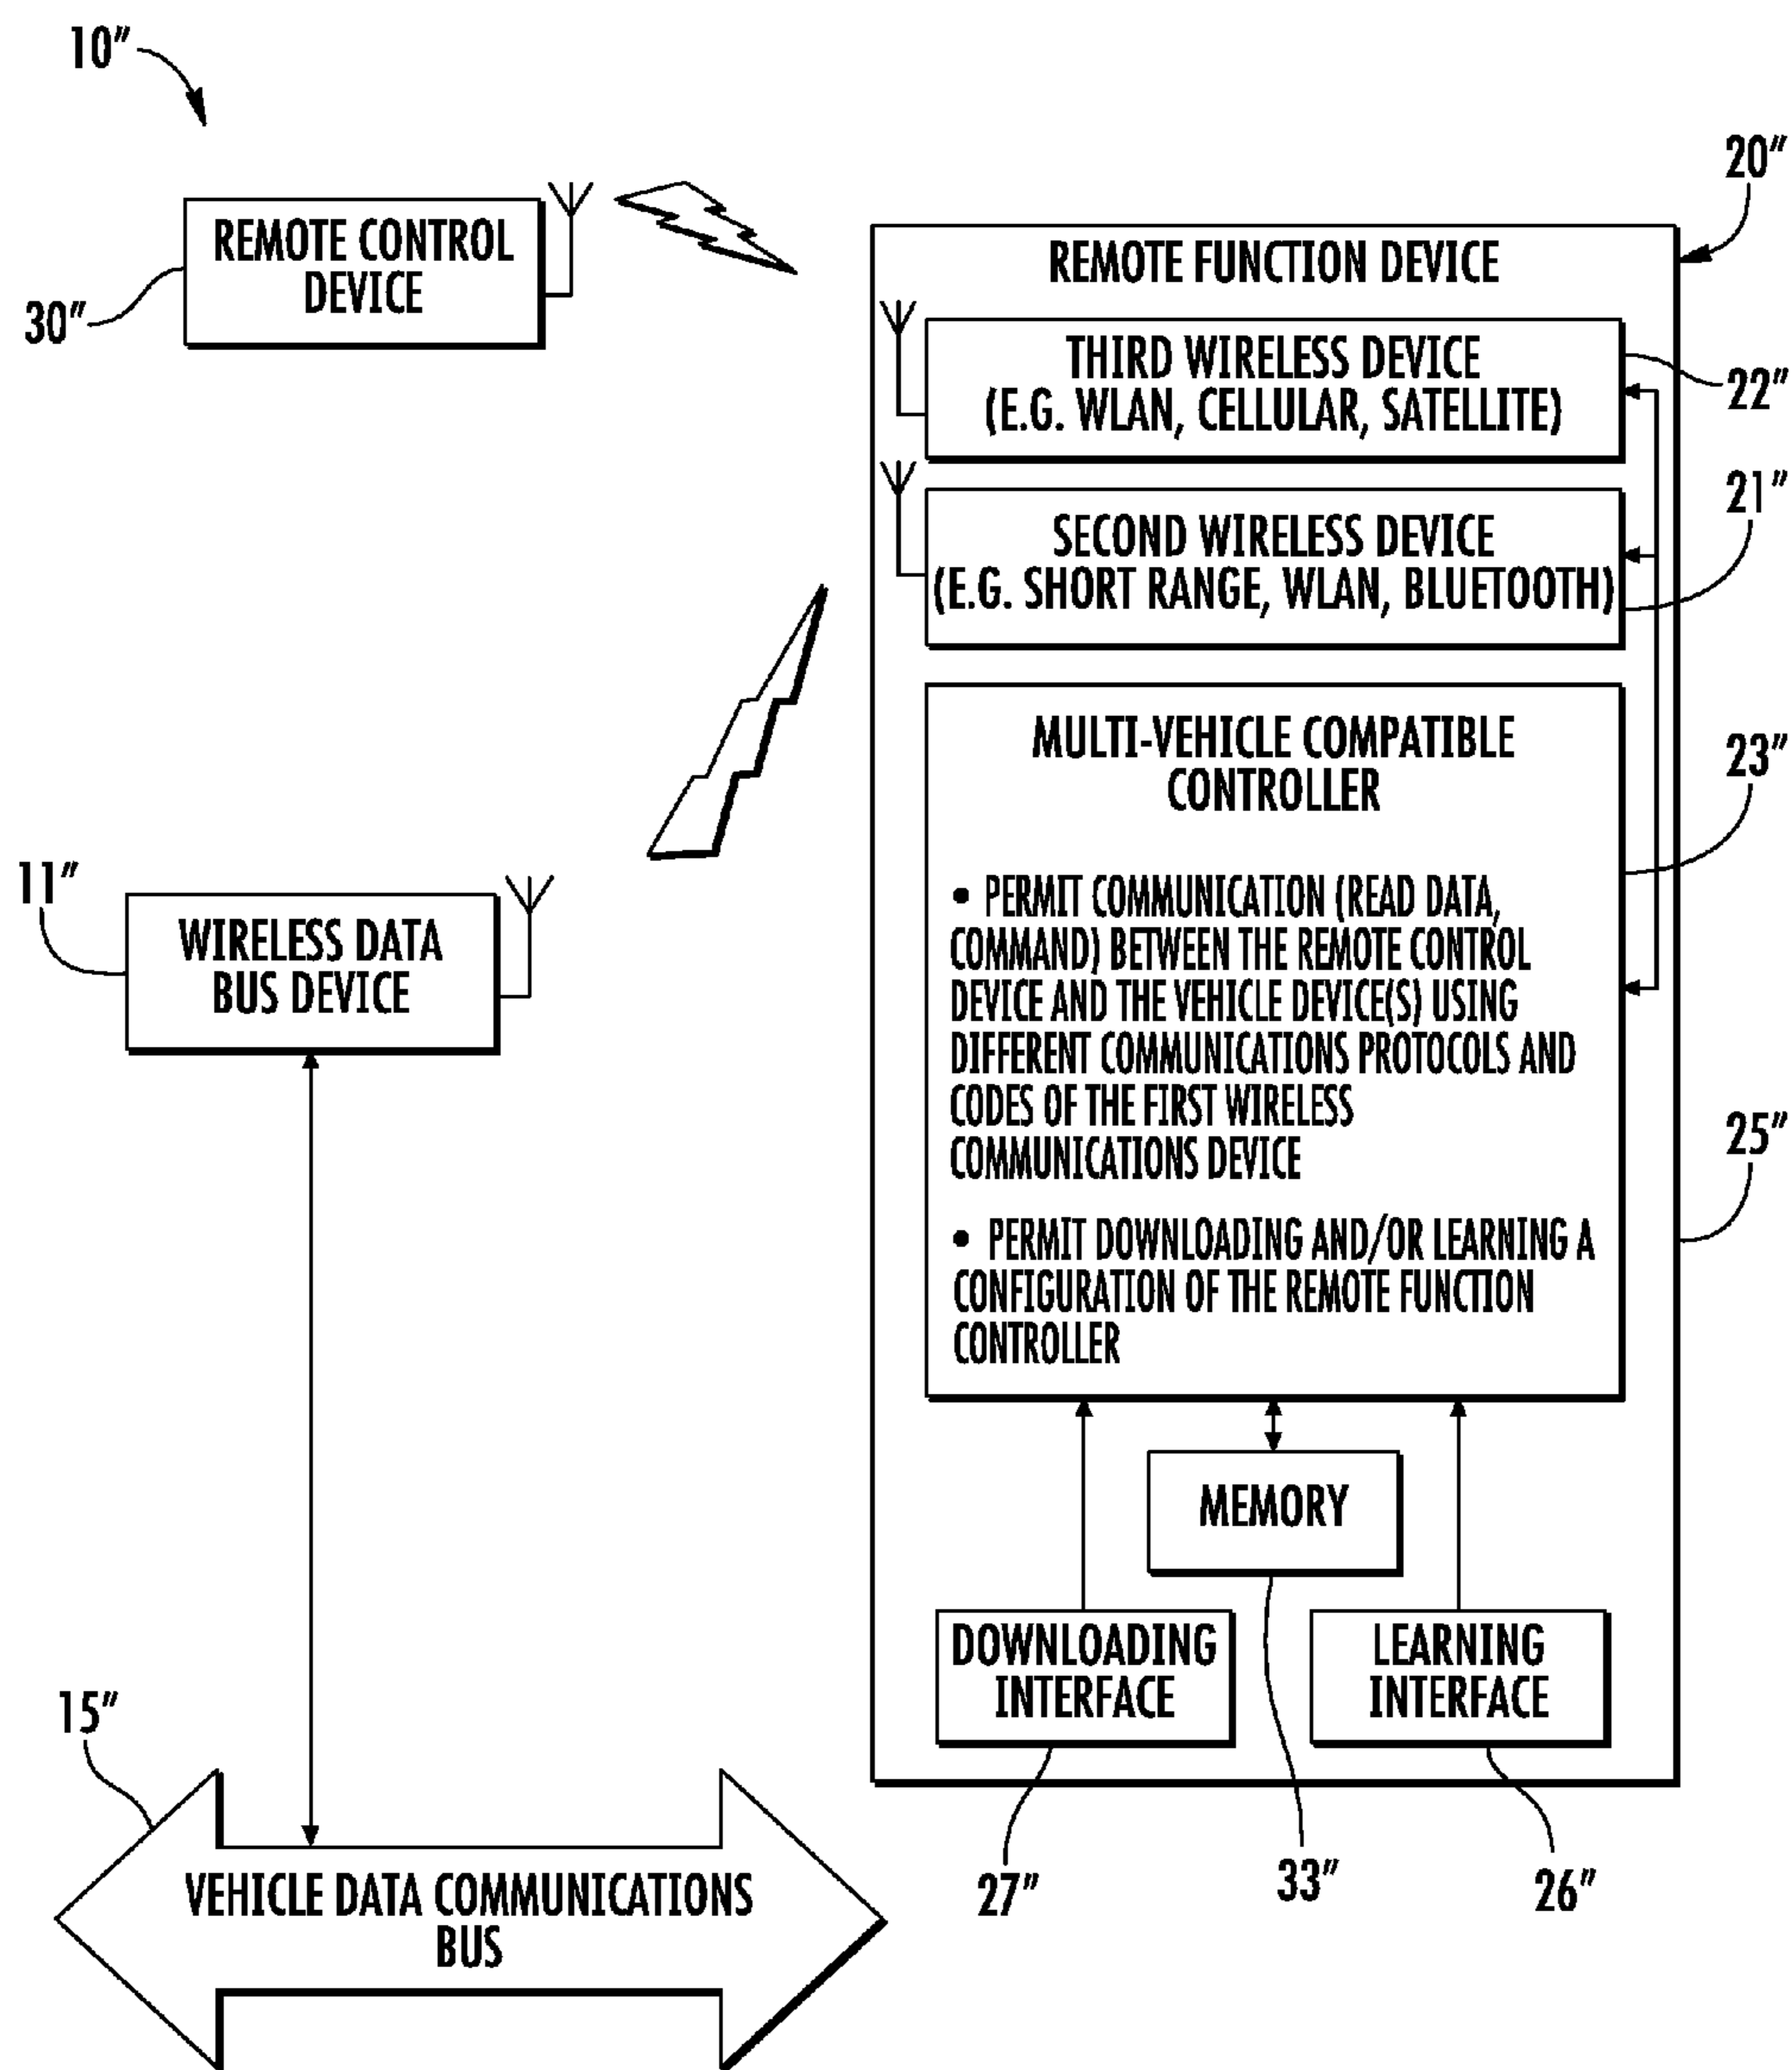 10″
REMOTE CONTROL
DEVICE
30″
20″
REMOTE FUNCTION DEVICE
THIRD WIRELESS DEVICE
(E.G. WLAN, CELLULAR, SATELLITE)
22″
SECOND WIRELESS DEVICE
(E.G. SHORT RANGE, WLAN, BLUETOOTH)
21″
MULTI-VEHICLE COMPATIBLE
CONTROLLER
23″
• PERMIT COMMUNICATION (READ DATA,
COMMAND) BETWEEN THE REMOTE CONTROL
DEVICE AND THE VEHICLE DEVICE(S) USING
DIFFERENT COMMUNICATIONS PROTOCOLS AND
CODES OF THE FIRST WIRELESS
COMMUNICATIONS DEVICE
• PERMIT DOWNLOADING AND/OR LEARNING A
CONFIGURATION OF THE REMOTE FUNCTION
CONTROLLER
25″
11″
WIRELESS DATA
BUS DEVICE
MEMORY
DOWNLOADING
INTERFACE
LEARNING
INTERFACE
27″
33″
26″
15″
VEHICLE DATA COMMUNICATIONS
BUS